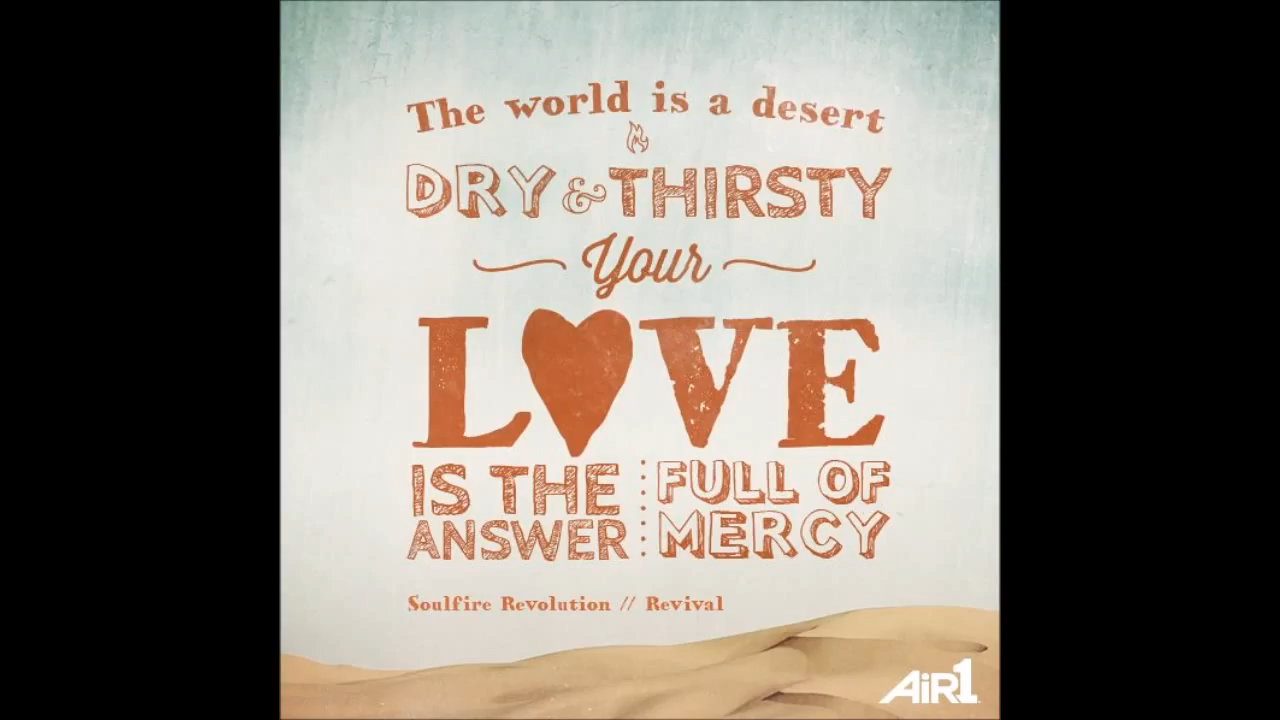 The world is a desert
DRY & THIRSTY
Your
LOVE
IS THE
ANSWER
FULL OF
MERCY
Soulfire Revolution // Revival
AiR1